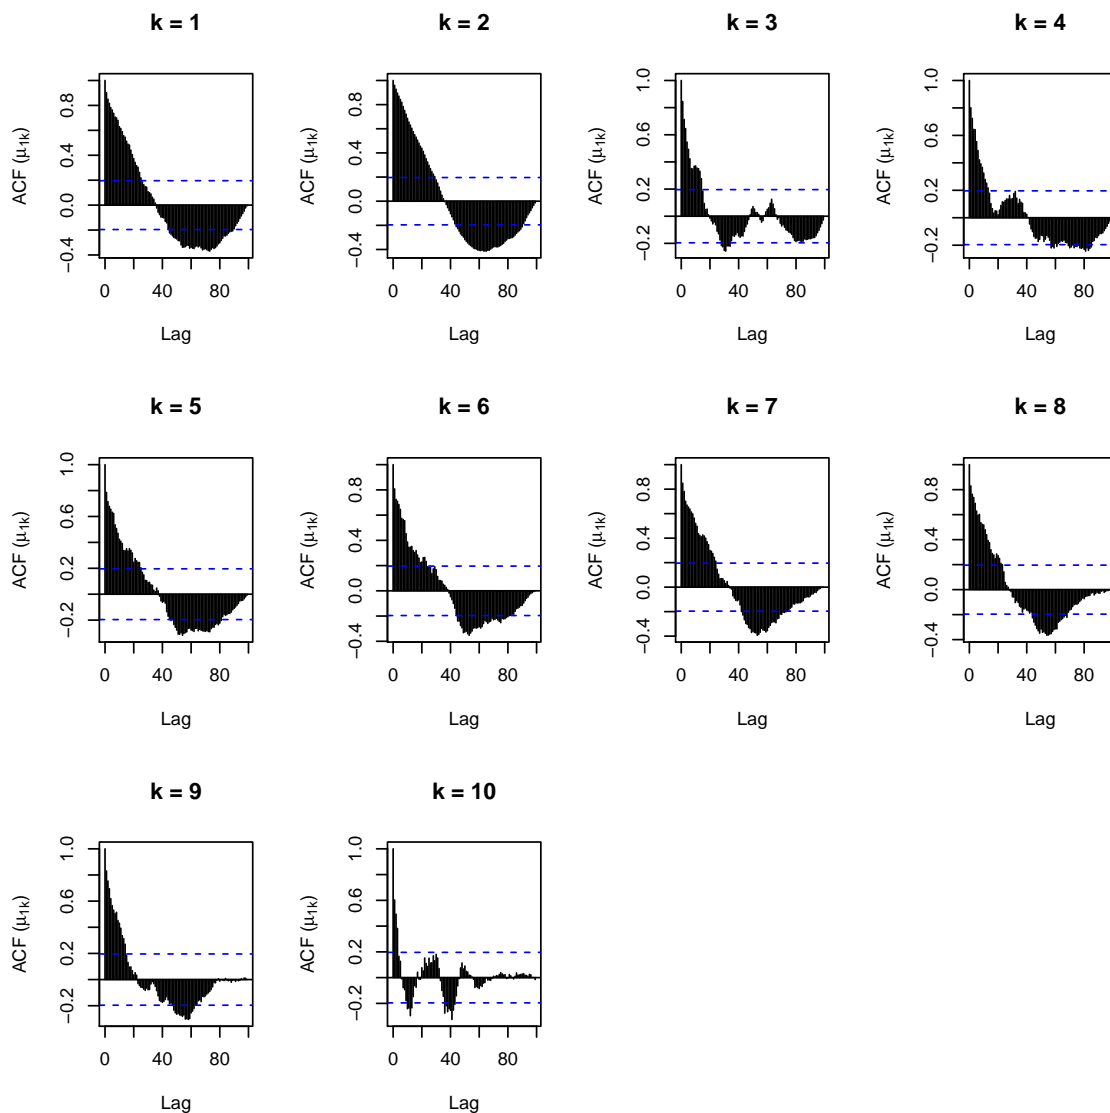 k = 1
ACF (μ1k)
0.8
0.4
0.0
−0.4
0 40 80
Lag
k = 2
ACF (μ1k)
0.8
0.4
0.0
−0.4
0 40 80
Lag
k = 3
ACF (μ1k)
1.0
0.6
0.2
−0.2
0 40 80
Lag
k = 4
ACF (μ1k)
1.0
0.6
0.2
−0.2
0 40 80
Lag
k = 5
ACF (μ1k)
1.0
0.6
0.2
−0.2
0 40 80
Lag
k = 6
ACF (μ1k)
0.8
0.4
0.0
−0.4
0 40 80
Lag
k = 7
ACF (μ1k)
0.8
0.4
0.0
−0.4
0 40 80
Lag
k = 8
ACF (μ1k)
0.8
0.4
0.0
−0.4
0 40 80
Lag
k = 9
ACF (μ1k)
1.0
0.6
0.2
−0.2
0 40 80
Lag
k = 10
ACF (μ1k)
1.0
0.6
0.2
−0.2
0 40 80
Lag